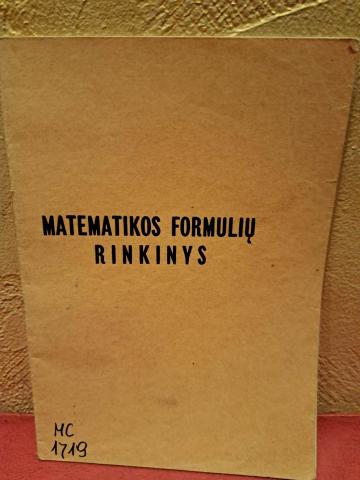 MATEMATIKOS FORMULIŲ
RINKINYS
MC
1719